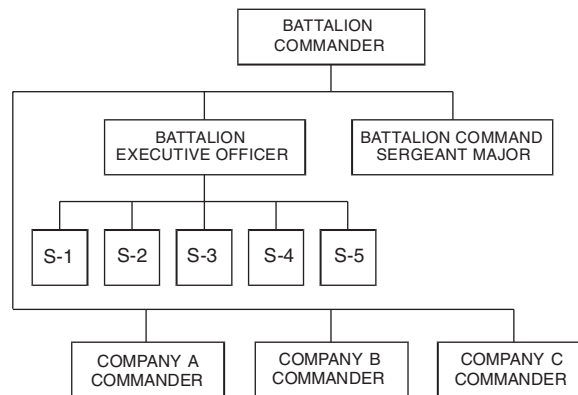 BATTALION
COMMANDER
BATTALION
EXECUTIVE OFFICER
BATTALION COMMAND
SERGEANT MAJOR
S-1
S-2
S-3
S-4
S-5
COMPANY A
COMMANDER
COMPANY B
COMMANDER
COMPANY C
COMMANDER